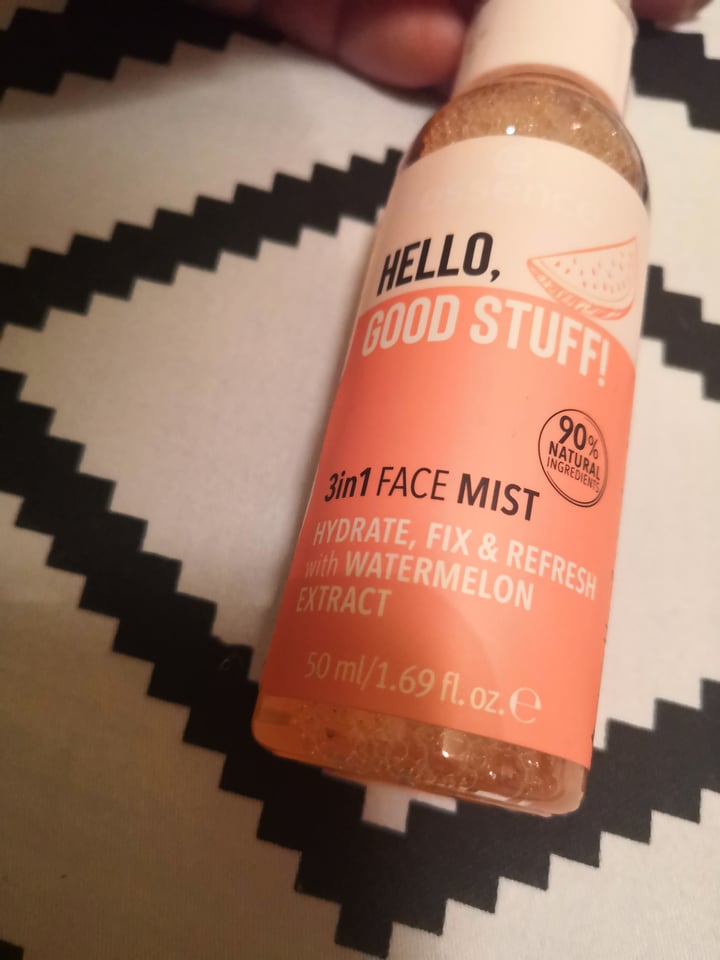 essence
HELLO,
GOOD STUFF!
90%
NATURAL
INGREDIENTS
3in1 FACE MIST
HYDRATE, FIX & REFRESH
with WATERMELON
EXTRACT
50 ml/1.69 fl. oz. ℮